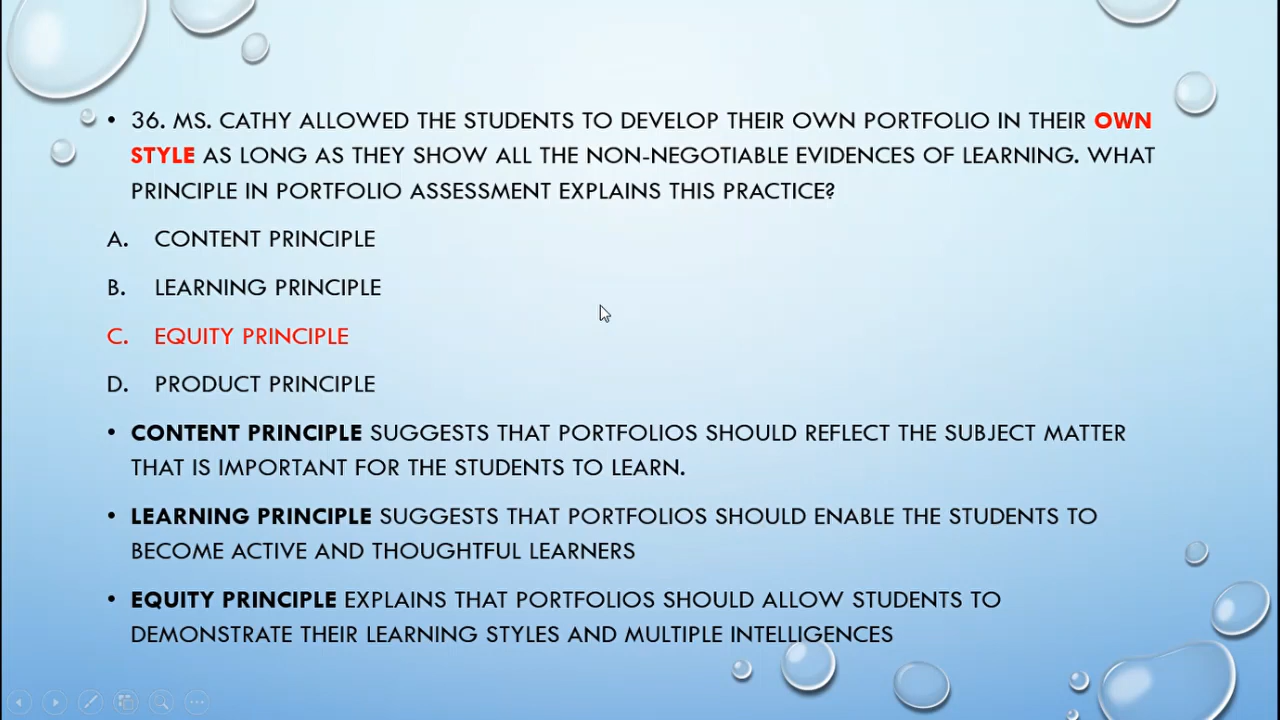 • 36. MS. CATHY ALLOWED THE STUDENTS TO DEVELOP THEIR OWN PORTFOLIO IN THEIR OWN
STYLE AS LONG AS THEY SHOW ALL THE NON-NEGOTIABLE EVIDENCES OF LEARNING. WHAT
PRINCIPLE IN PORTFOLIO ASSESSMENT EXPLAINS THIS PRACTICE?
A. CONTENT PRINCIPLE
B. LEARNING PRINCIPLE
C. EQUITY PRINCIPLE
D. PRODUCT PRINCIPLE
• CONTENT PRINCIPLE SUGGESTS THAT PORTFOLIOS SHOULD REFLECT THE SUBJECT MATTER
THAT IS IMPORTANT FOR THE STUDENTS TO LEARN.
• LEARNING PRINCIPLE SUGGESTS THAT PORTFOLIOS SHOULD ENABLE THE STUDENTS TO
BECOME ACTIVE AND THOUGHTFUL LEARNERS
• EQUITY PRINCIPLE EXPLAINS THAT PORTFOLIOS SHOULD ALLOW STUDENTS TO
DEMONSTRATE THEIR LEARNING STYLES AND MULTIPLE INTELLIGENCES